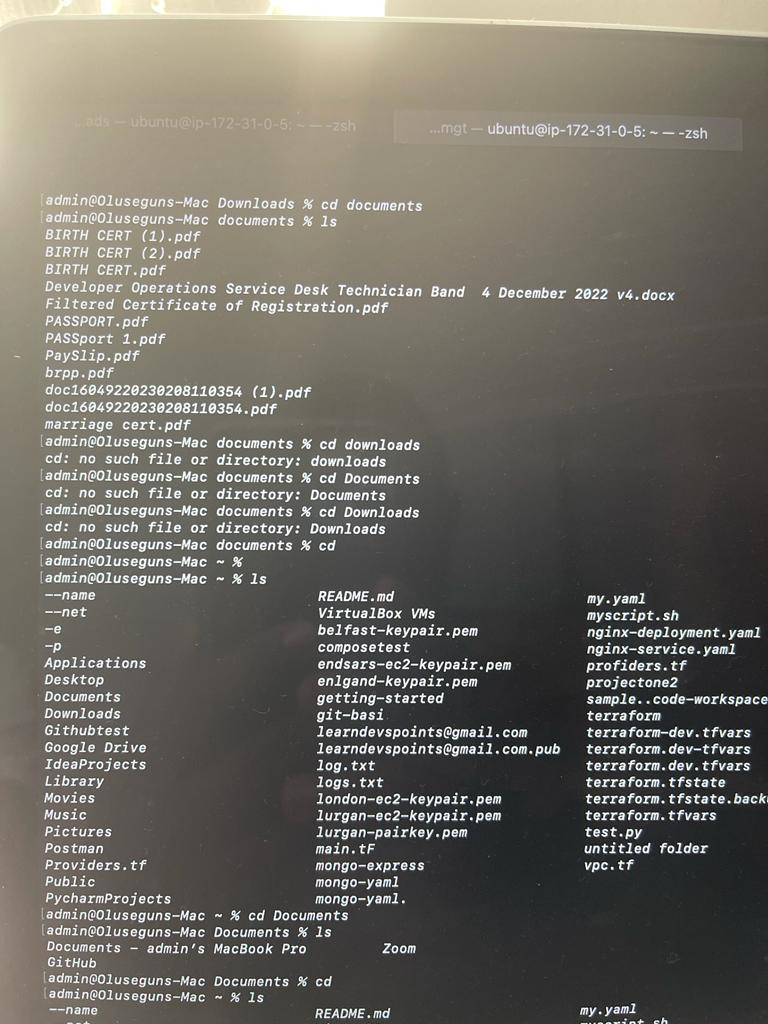 ...ads — ubuntu@ip-172-31-0-5: ~ — -zsh ...mgt — ubuntu@ip-172-31-0-5: ~ — -zsh
[admin@Oluseguns-Mac Downloads % cd documents
[admin@Oluseguns-Mac documents % ls
BIRTH CERT (1).pdf
BIRTH CERT (2).pdf
BIRTH CERT.pdf
Developer Operations Service Desk Technician Band  4 December 2022 v4.docx
Filtered Certificate of Registration.pdf
PASSPORT.pdf
PASSport 1.pdf
PaySlip.pdf
brpp.pdf
doc16049220230208110354 (1).pdf
doc16049220230208110354.pdf
marriage cert.pdf
[admin@Oluseguns-Mac documents % cd downloads
cd: no such file or directory: downloads
[admin@Oluseguns-Mac documents % cd Documents
cd: no such file or directory: Documents
[admin@Oluseguns-Mac documents % cd Downloads
cd: no such file or directory: Downloads
[admin@Oluseguns-Mac documents % cd
[admin@Oluseguns-Mac ~ %
[admin@Oluseguns-Mac ~ % ls
--name README.md my.yaml
--net VirtualBox VMs myscript.sh
-e belfast-keypair.pem nginx-deployment.yaml
-p composetest nginx-service.yaml
Applications endsars-ec2-keypair.pem profiders.tf
Desktop enlgand-keypair.pem projectone2
Documents getting-started sample..code-workspace
Downloads git-basi terraform
Githubtest learndevspoints@gmail.com terraform-dev.tfvars
Google Drive learndevspoints@gmail.com.pub terraform.dev-tfvars
IdeaProjects log.txt terraform.dev.tfvars
Library logs.txt terraform.tfstate
Movies london-ec2-keypair.pem terraform.tfstate.back
Music lurgan-ec2-keypair.pem terraform.tfvars
Pictures lurgan-pairkey.pem test.py
Postman main.tF untitled folder
Providers.tf mongo-express vpc.tf
Public mongo-yaml
PycharmProjects mongo-yaml.
[admin@Oluseguns-Mac ~ % cd Documents
[admin@Oluseguns-Mac Documents % ls
Documents - admin's MacBook Pro Zoom
GitHub
[admin@Oluseguns-Mac Documents % cd
[admin@Oluseguns-Mac ~ % ls
--name README.md my.yaml